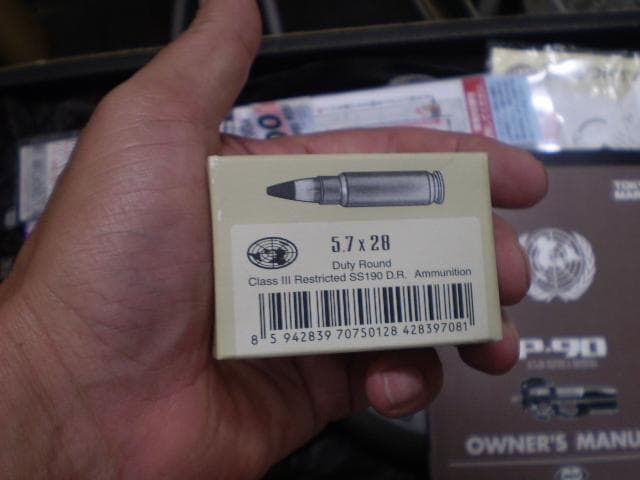 5.7 x 28
Duty Round
Class III Restricted SS190 D.R. Ammunition
8 5 942839 70750128 428397081
P-90
OWNER'S MANU